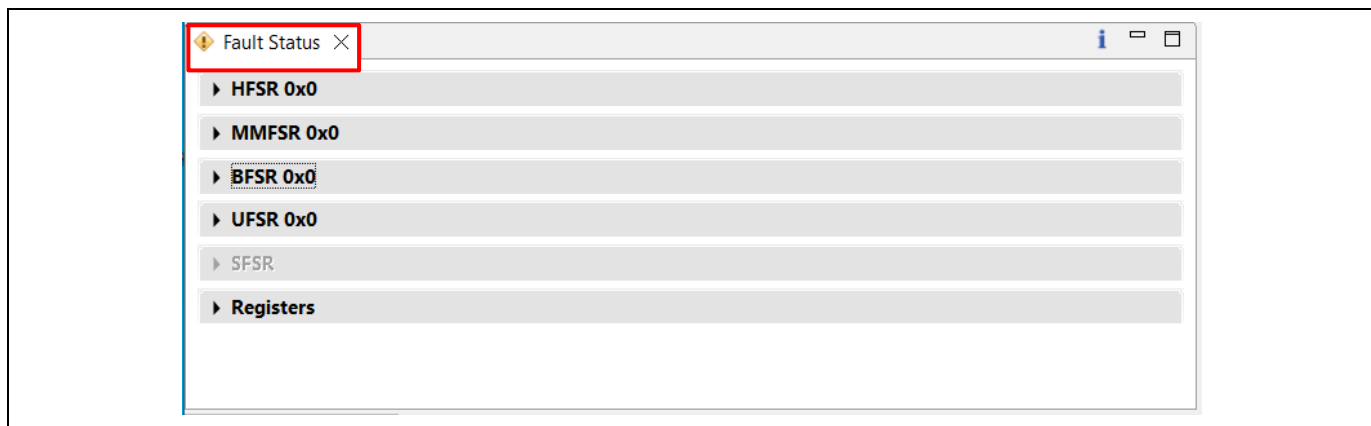 Fault Status
HFSR 0x0
MMFSR 0x0
BFSR 0x0
UFSR 0x0
SFSR
Registers